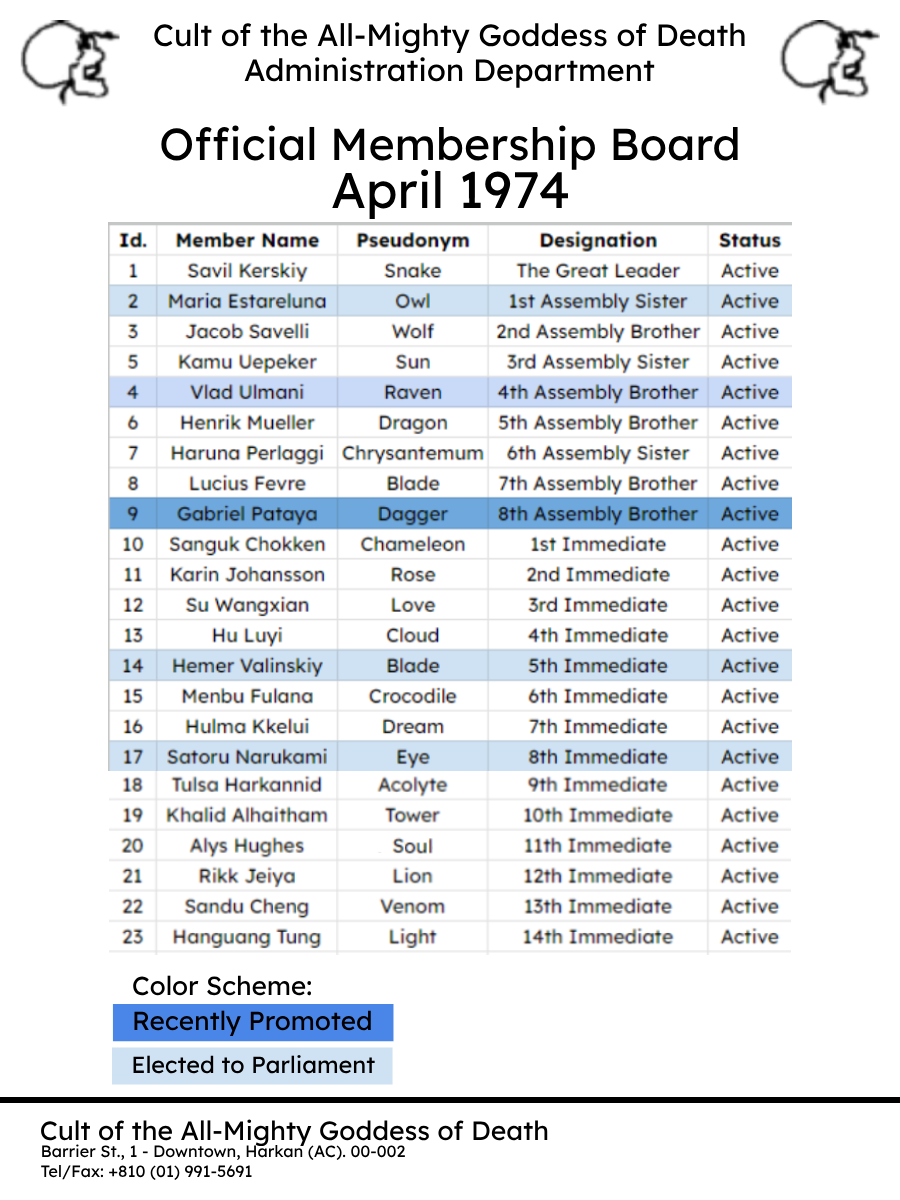 Cult of the All-Mighty Goddess of Death
Administration Department
Official Membership Board
April 1974
Id. Member Name Pseudonym Designation Status
1 Savil Kerskiy Snake The Great Leader Active
2 Maria Estareluna Owl 1st Assembly Sister Active
3 Jacob Savelli Wolf 2nd Assembly Brother Active
5 Kamu Uepeker Sun 3rd Assembly Sister Active
4 Vlad Ulmani Raven 4th Assembly Brother Active
6 Henrik Mueller Dragon 5th Assembly Brother Active
7 Haruna Perlaggi Chrysantemum 6th Assembly Sister Active
8 Lucius Fevre Blade 7th Assembly Brother Active
9 Gabriel Pataya Dagger 8th Assembly Brother Active
10 Sanguk Chokken Chameleon 1st Immediate Active
11 Karin Johansson Rose 2nd Immediate Active
12 Su Wangxian Love 3rd Immediate Active
13 Hu Luyi Cloud 4th Immediate Active
14 Hemer Valinskiy Blade 5th Immediate Active
15 Menbu Fulana Crocodile 6th Immediate Active
16 Hulma Kkelui Dream 7th Immediate Active
17 Satoru Narukami Eye 8th Immediate Active
18 Tulsa Harkannid Acolyte 9th Immediate Active
19 Khalid Alhaitham Tower 10th Immediate Active
20 Alys Hughes Soul 11th Immediate Active
21 Rikk Jeiya Lion 12th Immediate Active
22 Sandu Cheng Venom 13th Immediate Active
23 Hanguang Tung Light 14th Immediate Active
Color Scheme:
Recently Promoted
Elected to Parliament
Cult of the All-Mighty Goddess of Death
Barrier St., 1 - Downtown, Harkan (AC). 00-002
Tel/Fax: +810 (01) 991-5691